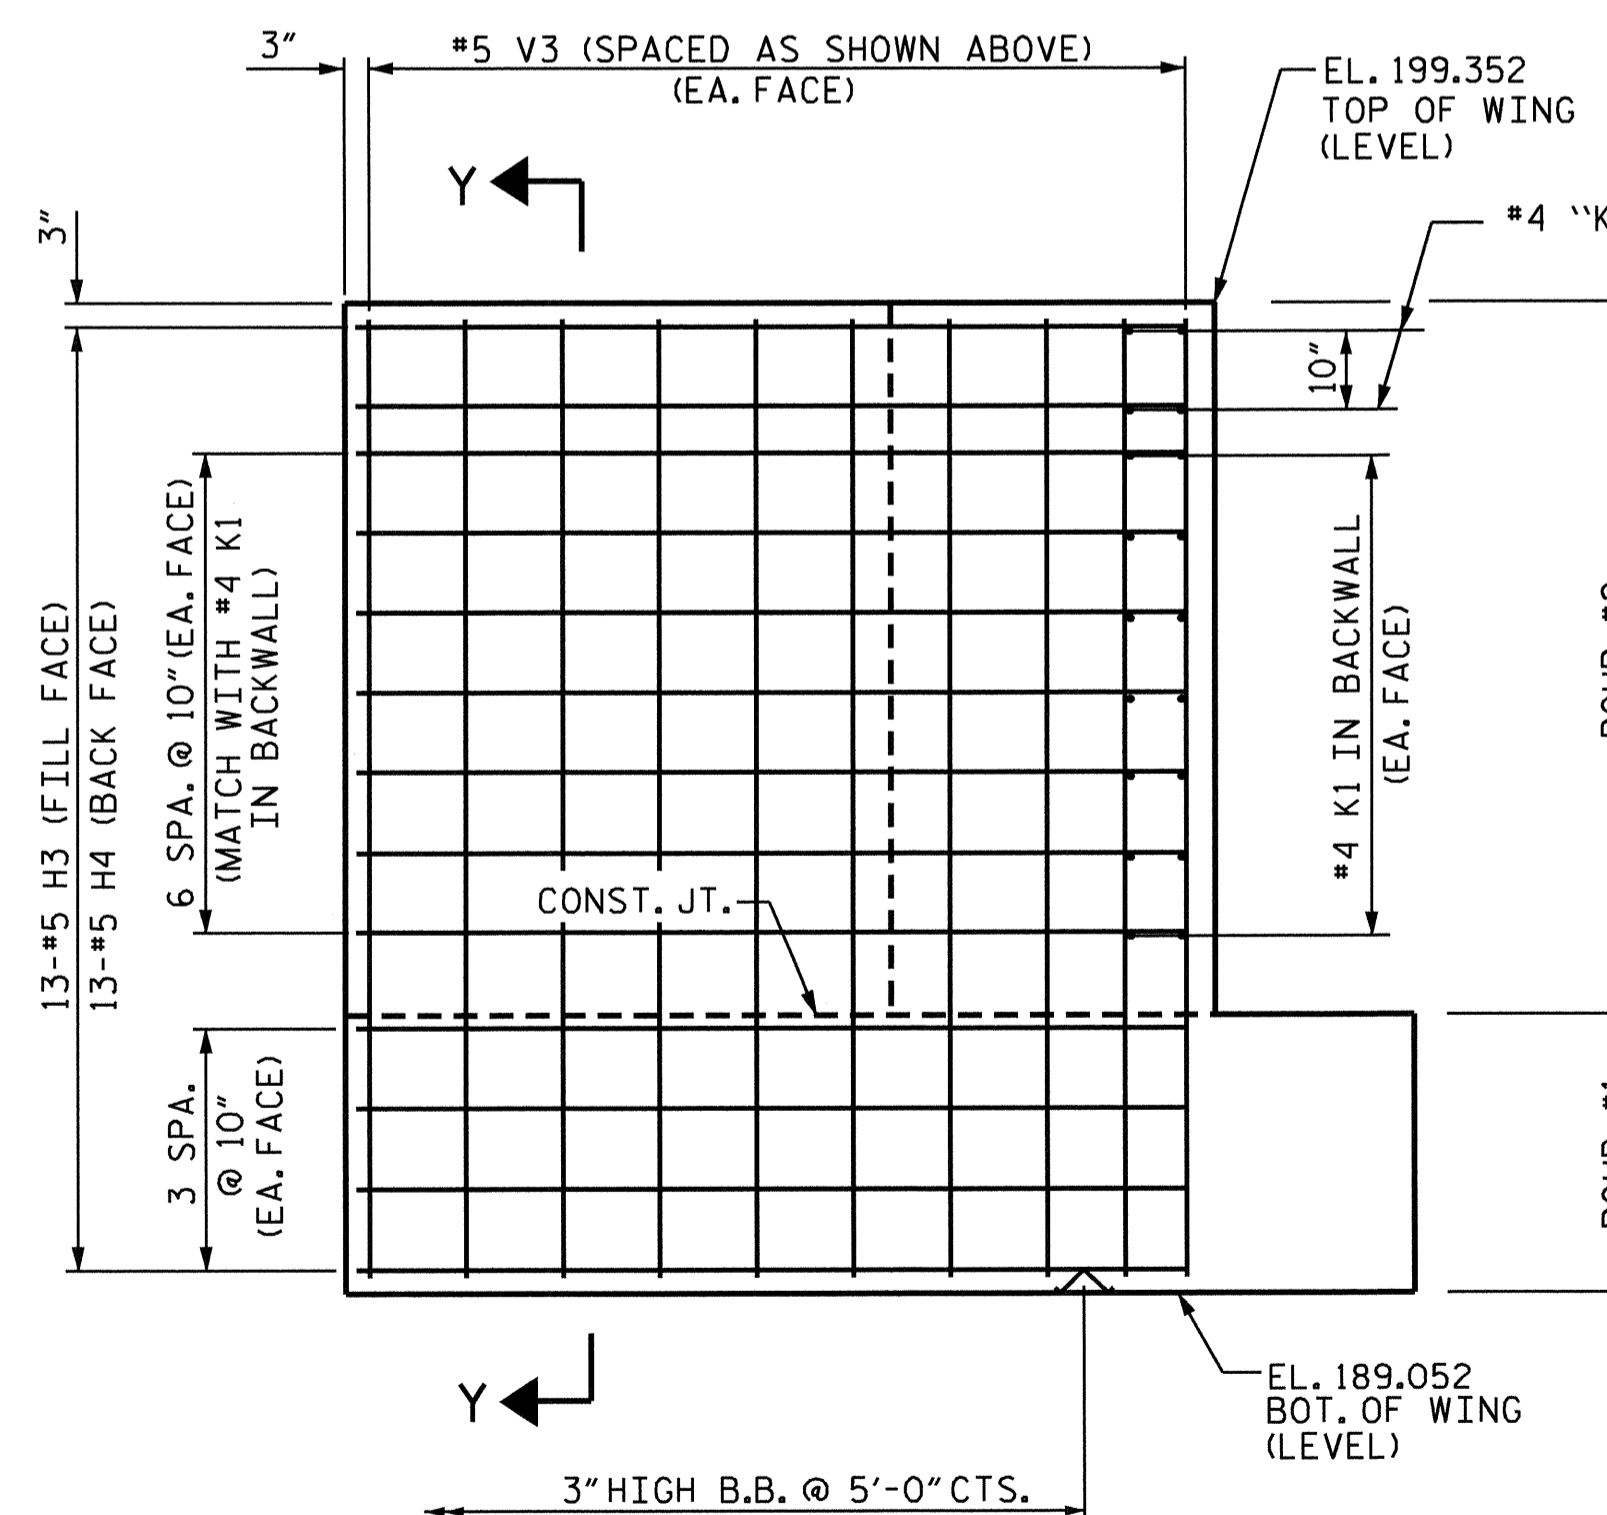 3"
#5 V3 (SPACED AS SHOWN ABOVE)
(EA. FACE)
EL. 199.352
TOP OF WING
(LEVEL)
Y
#4 "K
3"
10"
13-#5 H3 (FILL FACE)
13-#5 H4 (BACK FACE)
6 SPA. @ 10" (EA. FACE)
(MATCH WITH #4 K1
IN BACKWALL)
#4 K1 IN BACKWALL
(EA. FACE)
CONST. JT.
3 SPA.
@ 10"
(EA. FACE)
Y
EL. 189.052
BOT. OF WING
(LEVEL)
3" HIGH B.B. @ 5'-0" CTS.